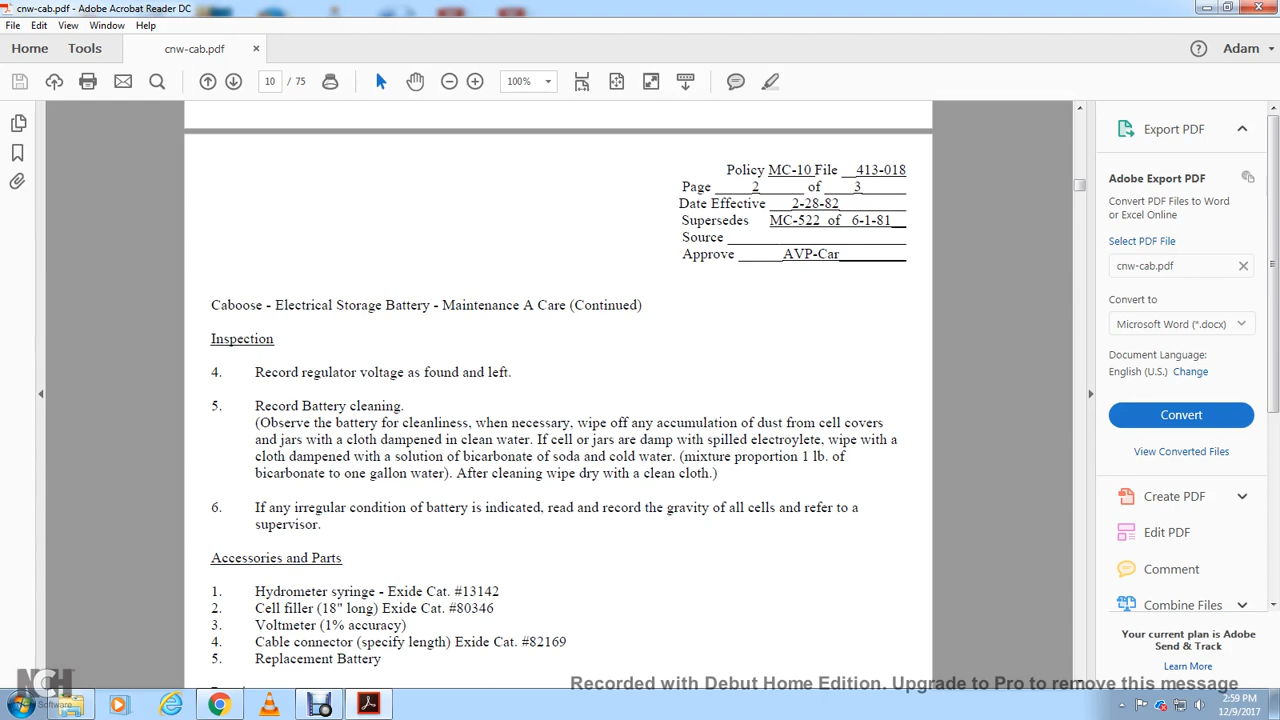 cnw-cab.pdf - Adobe Acrobat Reader DC
File Edit View Window Help
Home Tools cnw-cab.pdf × Adam
10 / 75 100%
Policy MC-10 File __413-018
Page _____2______ of ____3_____
Date Effective ___2-28-82________
Supersedes MC-522 of 6-1-81__
Source _____________________
Approve _____AVP-Car________
Caboose - Electrical Storage Battery - Maintenance A Care (Continued)
Inspection
4. Record regulator voltage as found and left.
5. Record Battery cleaning.
(Observe the battery for cleanliness, when necessary, wipe off any accumulation of dust from cell covers
and jars with a cloth dampened in clean water. If cell or jars are damp with spilled electroylete, wipe with a
cloth dampened with a solution of bicarbonate of soda and cold water. (mixture proportion 1 lb. of
bicarbonate to one gallon water). After cleaning wipe dry with a clean cloth.)
6. If any irregular condition of battery is indicated, read and record the gravity of all cells and refer to a
supervisor.
Accessories and Parts
1. Hydrometer syringe - Exide Cat. #13142
2. Cell filler (18" long) Exide Cat. #80346
3. Voltmeter (1% accuracy)
4. Cable connector (specify length) Exide Cat. #82169
5. Replacement Battery
Export PDF
Adobe Export PDF
Convert PDF Files to Word
or Excel Online
Select PDF File
cnw-cab.pdf
Convert to
Microsoft Word (*.docx)
Document Language:
English (U.S.) Change
Convert
View Converted Files
Create PDF
Edit PDF
Comment
Combine Files
Your current plan is Adobe
Send & Track
Learn More
NCH
Software
Recorded with Debut Home Edition. Upgrade to Pro to remove this message
2:59 PM
12/9/2017